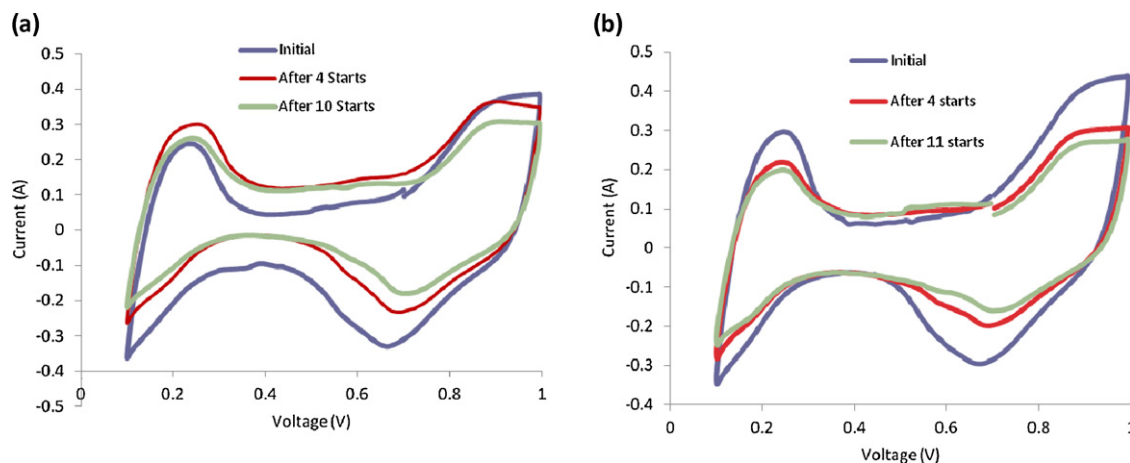 (a)
Initial
After 4 Starts
After 10 Starts
0.5
0.4
0.3
0.2
0.1
0
-0.1
-0.2
-0.3
-0.4
-0.5
Current (A)
0 0.2 0.4 0.6 0.8 1
Voltage (V)
(b)
Initial
After 4 starts
After 11 starts
0.5
0.4
0.3
0.2
0.1
0
-0.1
-0.2
-0.3
-0.4
Current (A)
0 0.2 0.4 0.6 0.8 1
Voltage (V)